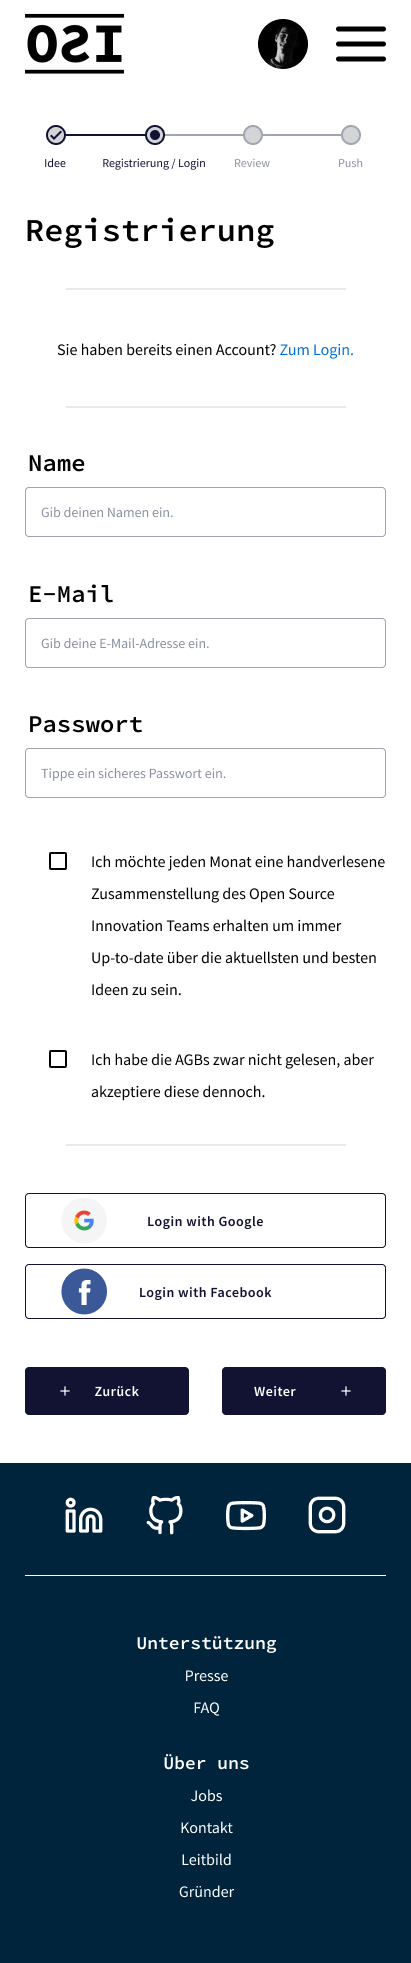 OSI
Idee
Registrierung / Login
Review
Push
Registrierung
Sie haben bereits einen Account? Zum Login.
Name
Gib deinen Namen ein.
E-Mail
Gib deine E-Mail-Adresse ein.
Passwort
Tippe ein sicheres Passwort ein.
Ich möchte jeden Monat eine handverlesene
Zusammenstellung des Open Source
Innovation Teams erhalten um immer
Up-to-date über die aktuellsten und besten
Ideen zu sein.
Ich habe die AGBs zwar nicht gelesen, aber
akzeptiere diese dennoch.
Login with Google
Login with Facebook
+ Zurück
Weiter +
Unterstützung
Presse
FAQ
Über uns
Jobs
Kontakt
Leitbild
Gründer